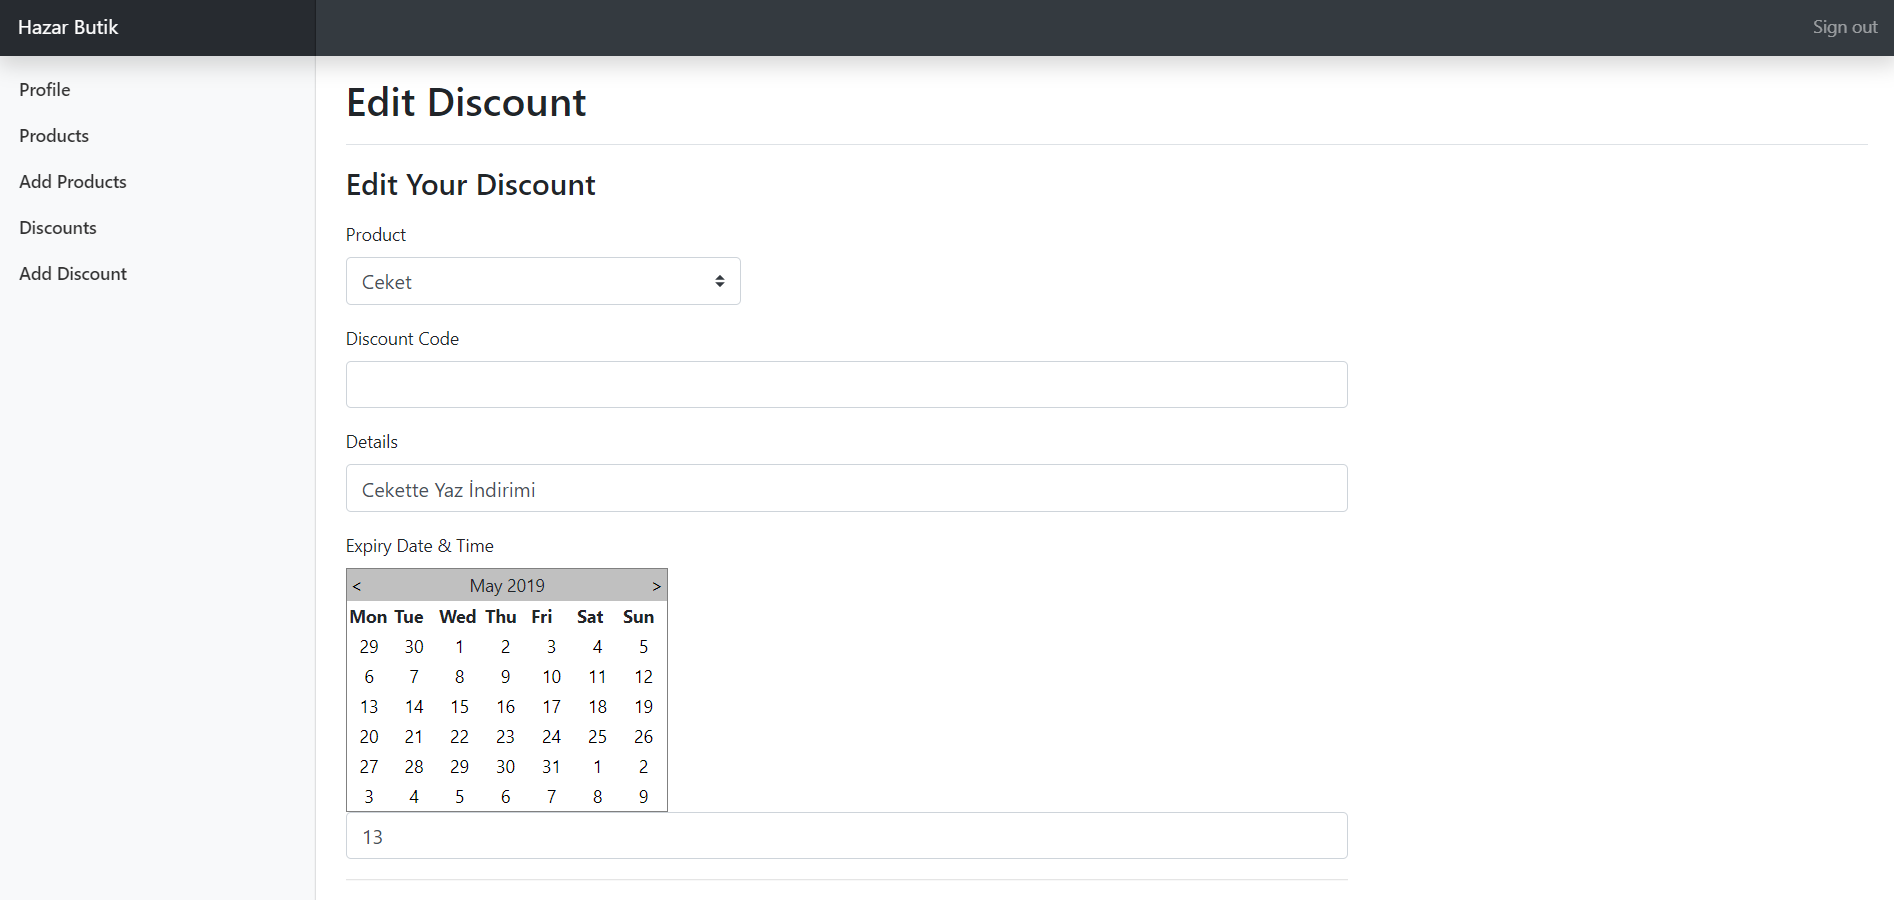 Hazar Butik
Sign out
Profile
Products
Add Products
Discounts
Add Discount
Edit Discount
Edit Your Discount
Product
Ceket
Discount Code
Details
Cekette Yaz İndirimi
Expiry Date & Time
< May 2019 >
Mon Tue Wed Thu Fri Sat Sun
29 30 1 2 3 4 5
6 7 8 9 10 11 12
13 14 15 16 17 18 19
20 21 22 23 24 25 26
27 28 29 30 31 1 2
3 4 5 6 7 8 9
13